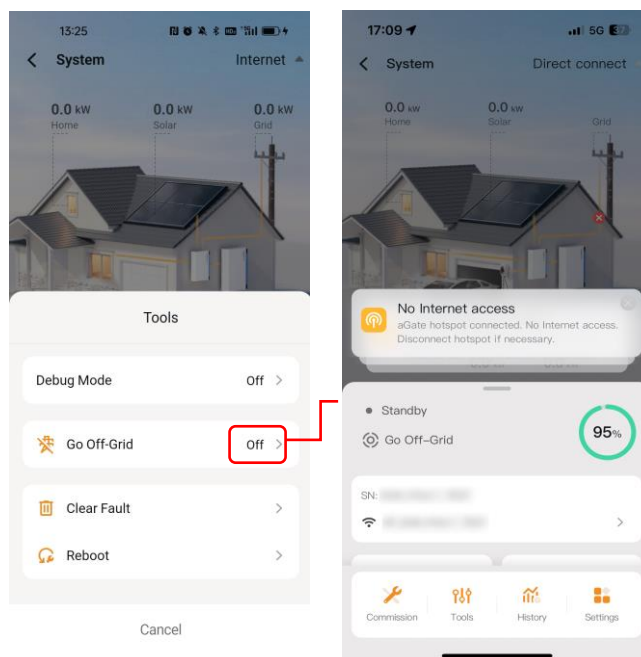 13:25
System
Internet
0.0 kW
0.0 kW
0.0 kW
Home
Solar
Grid
Tools
Debug Mode
Off
Go Off-Grid
Off
Clear Fault
Reboot
Cancel
17:09
5G
System
Direct connect
0.0 kW
0.0 kW
Home
Solar
Grid
No Internet access
aGate hotspot connected. No Internet access.
Disconnect hotspot if necessary.
Standby
Go Off-Grid
95%
SN:
Commission
Tools
History
Settings